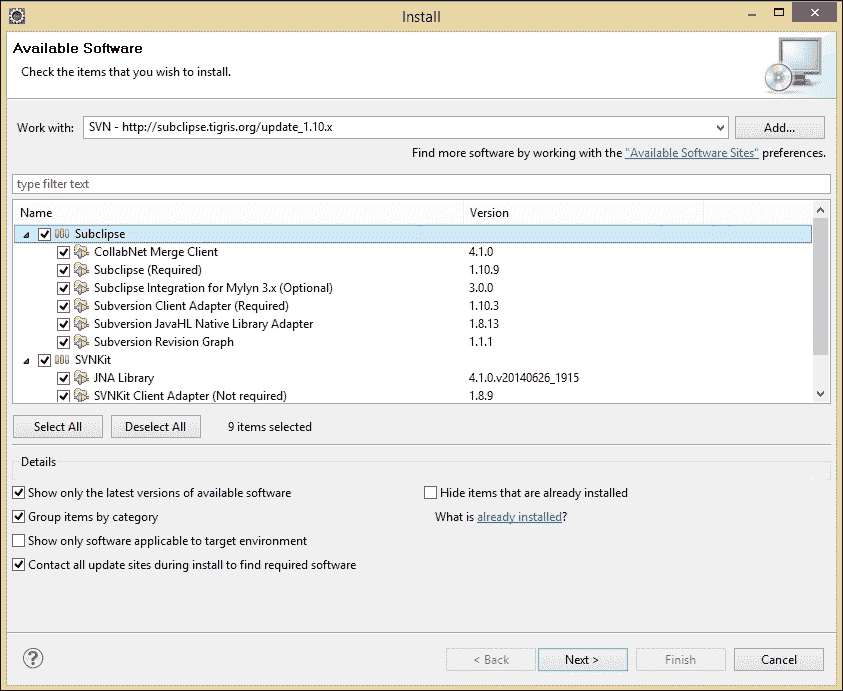 Install
Available Software
Check the items that you wish to install.
Work with: SVN - http://subclipse.tigris.org/update_1.10.x Add...
Find more software by working with the "Available Software Sites" preferences.
type filter text
Name Version
Subclipse
CollabNet Merge Client 4.1.0
Subclipse (Required) 1.10.9
Subclipse Integration for Mylyn 3.x (Optional) 3.0.0
Subversion Client Adapter (Required) 1.10.3
Subversion JavaHL Native Library Adapter 1.8.13
Subversion Revision Graph 1.1.1
SVNKit
JNA Library 4.1.0.v20140626_1915
SVNKit Client Adapter (Not required) 1.8.9
Select All Deselect All 9 items selected
Details
Show only the latest versions of available software Hide items that are already installed
Group items by category What is already installed?
Show only software applicable to target environment
Contact all update sites during install to find required software
? < Back Next > Finish Cancel